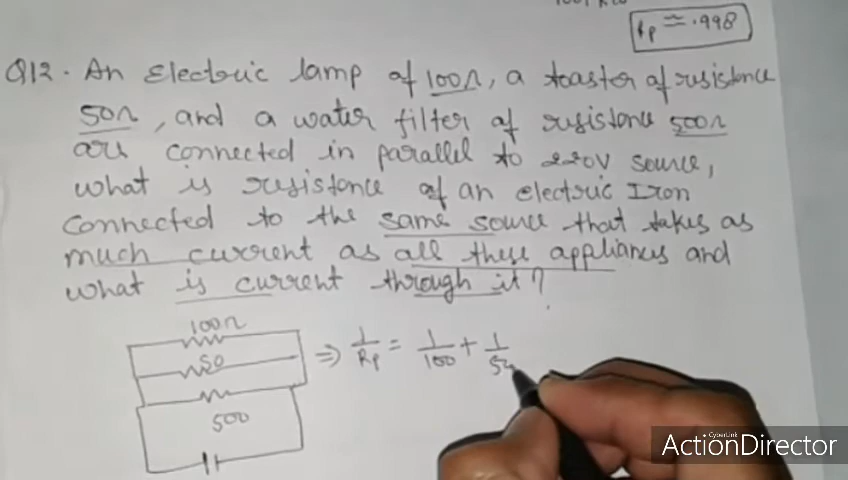 Rp ≈ .998
Q12. An Electric lamp of 100Ω, a toaster of resistance
50Ω, and a water filter of resistance 500Ω
are connected in parallel to 220V source,
what is resistance of an electric Iron
connected to the same source that takes as
much current as all these appliances and
what is current through it?
100Ω
50
500
⇒ 1/Rp = 1/100 + 1/50
CyberLink
ActionDirector